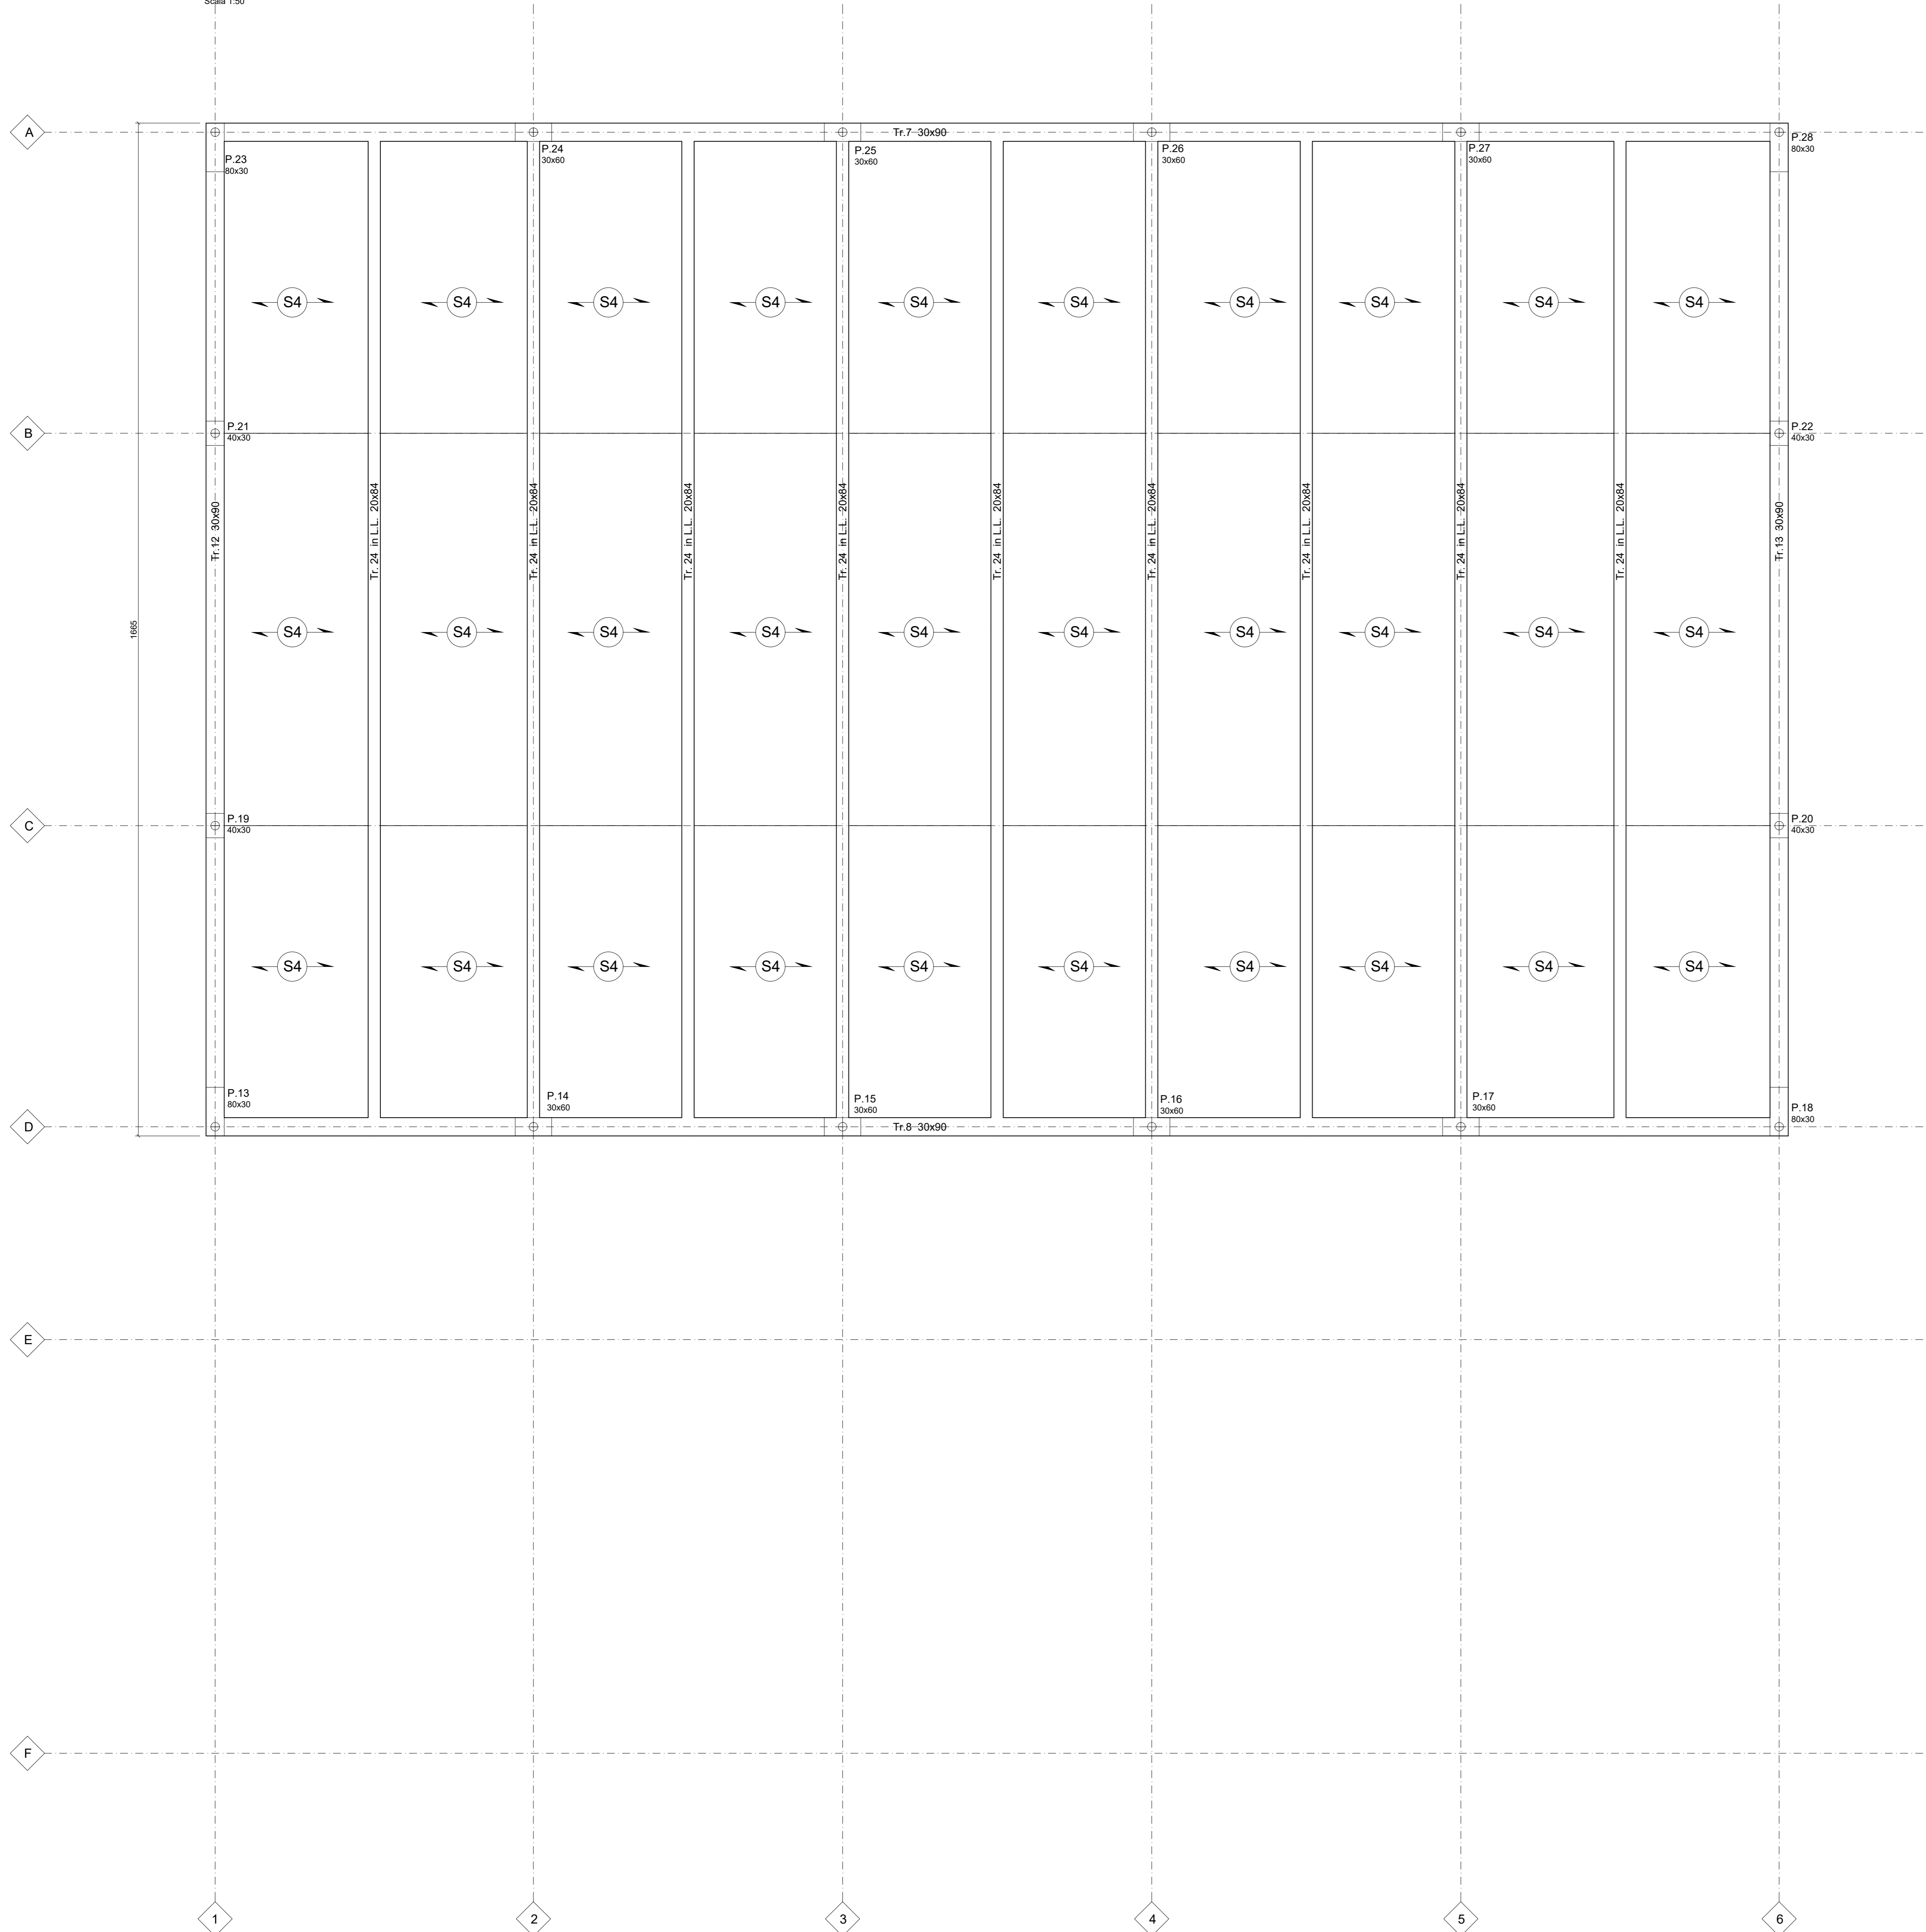 Scala 1:50
A
Tr.7 30x90
P.23
80x30
P.24
30x60
P.25
30x60
P.26
30x60
P.27
30x60
P.28
80x30
S4 S4 S4 S4 S4 S4 S4 S4 S4 S4
B
P.21
40x30
P.22
40x30
1665
Tr.12 30x90
Tr. 24 in L.L. 20x84
Tr. 24 in L.L. 20x84
Tr. 24 in L.L. 20x84
Tr. 24 in L.L. 20x84
Tr. 24 in L.L. 20x84
Tr. 24 in L.L. 20x84
Tr. 24 in L.L. 20x84
Tr. 24 in L.L. 20x84
Tr. 24 in L.L. 20x84
Tr.13 30x90
S4 S4 S4 S4 S4 S4 S4 S4 S4 S4
C
P.19
40x30
P.20
40x30
S4 S4 S4 S4 S4 S4 S4 S4 S4 S4
P.13
80x30
P.14
30x60
P.15
30x60
P.16
30x60
P.17
30x60
P.18
80x30
D
Tr.8 30x90
E
F
1 2 3 4 5 6